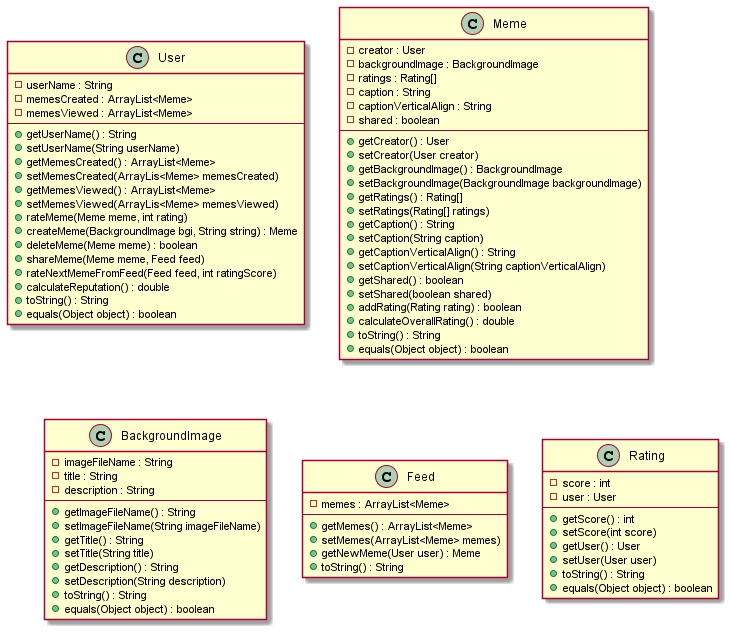 C User
userName : String
memesCreated : ArrayList<Meme>
memesViewed : ArrayList<Meme>
getUserName() : String
setUserName(String userName)
getMemesCreated() : ArrayList<Meme>
setMemesCreated(ArrayLis<Meme> memesCreated)
getMemesViewed() : ArrayList<Meme>
setMemesViewed(ArrayLis<Meme> memesViewed)
rateMeme(Meme meme, int rating)
createMeme(BackgroundImage bgi, String string) : Meme
deleteMeme(Meme meme) : boolean
shareMeme(Meme meme, Feed feed)
rateNextMemeFromFeed(Feed feed, int ratingScore)
calculateReputation() : double
toString() : String
equals(Object object) : boolean
C Meme
creator : User
backgroundImage : BackgroundImage
ratings : Rating[]
caption : String
captionVerticalAlign : String
shared : boolean
getCreator() : User
setCreator(User creator)
getBackgroundImage() : BackgroundImage
setBackgroundImage(BackgroundImage backgroundImage)
getRatings() : Rating[]
setRatings(Rating[] ratings)
getCaption() : String
setCaption(String caption)
getCaptionVerticalAlign() : String
setCaptionVerticalAlign(String captionVerticalAlign)
getShared() : boolean
setShared(boolean shared)
addRating(Rating rating) : boolean
calculateOverallRating() : double
toString() : String
equals(Object object) : boolean
C BackgroundImage
imageFileName : String
title : String
description : String
getImageFileName() : String
setImageFileName(String imageFileName)
getTitle() : String
setTitle(String title)
getDescription() : String
setDescription(String description)
toString() : String
equals(Object object) : boolean
C Feed
memes : ArrayList<Meme>
getMemes() : ArrayList<Meme>
setMemes(ArrayList<Meme> memes)
getNewMeme(User user) : Meme
toString() : String
C Rating
score : int
user : User
getScore() : int
setScore(int score)
getUser() : User
setUser(User user)
toString() : String
equals(Object object) : boolean